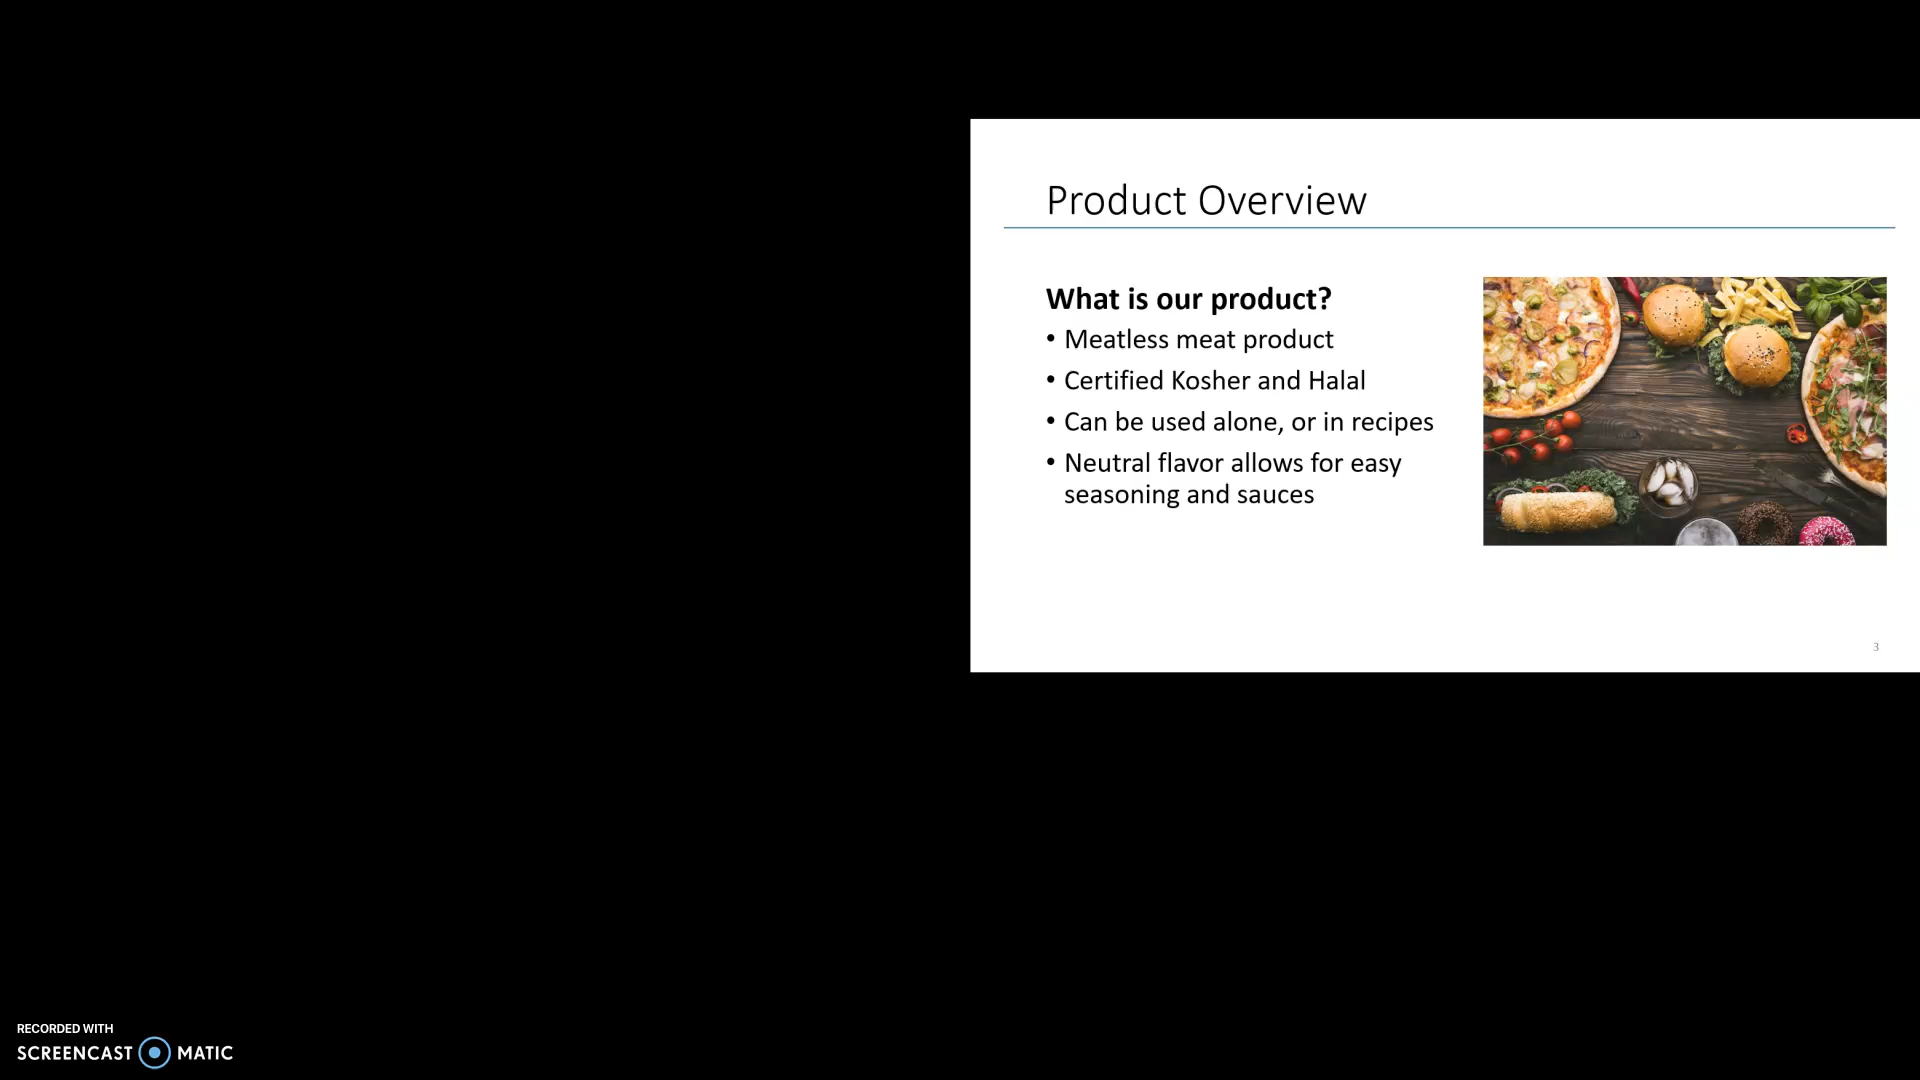 Product Overview
What is our product?
• Meatless meat product
• Certified Kosher and Halal
• Can be used alone, or in recipes
• Neutral flavor allows for easy
seasoning and sauces
3
RECORDED WITH
SCREENCAST MATIC